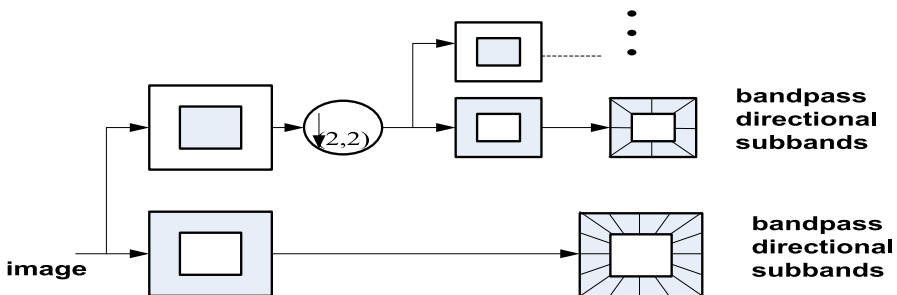 bandpass
directional
subbands
(2,2)
bandpass
directional
subbands
image